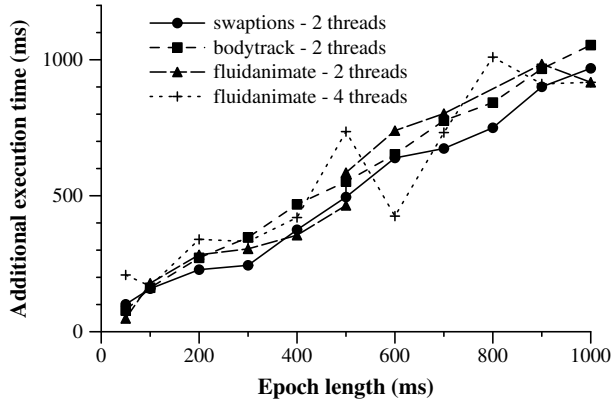 swaptions - 2 threads
bodytrack - 2 threads
fluidanimate - 2 threads
fluidanimate - 4 threads
Additional execution time (ms)
1000
500
0
0 200 400 600 800 1000
Epoch length (ms)